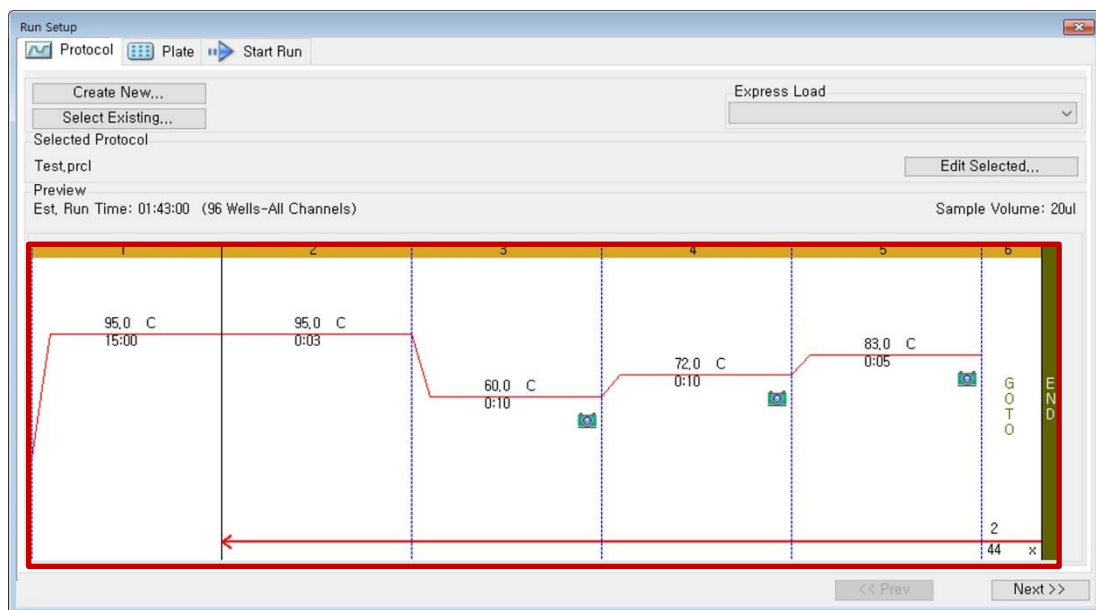 Run Setup
Protocol Plate Start Run
Create New...
Express Load
Select Existing...
Selected Protocol
Test.prcl
Edit Selected...
Preview
Est. Run Time: 01:43:00 (96 Wells-All Channels)
Sample Volume: 20ul
1 2 3 4 5 6
95.0 C
15:00
95.0 C
0:03
60.0 C
0:10
72.0 C
0:10
83.0 C
0:05
GOTO
END
2
44 x
<< Prev
Next >>